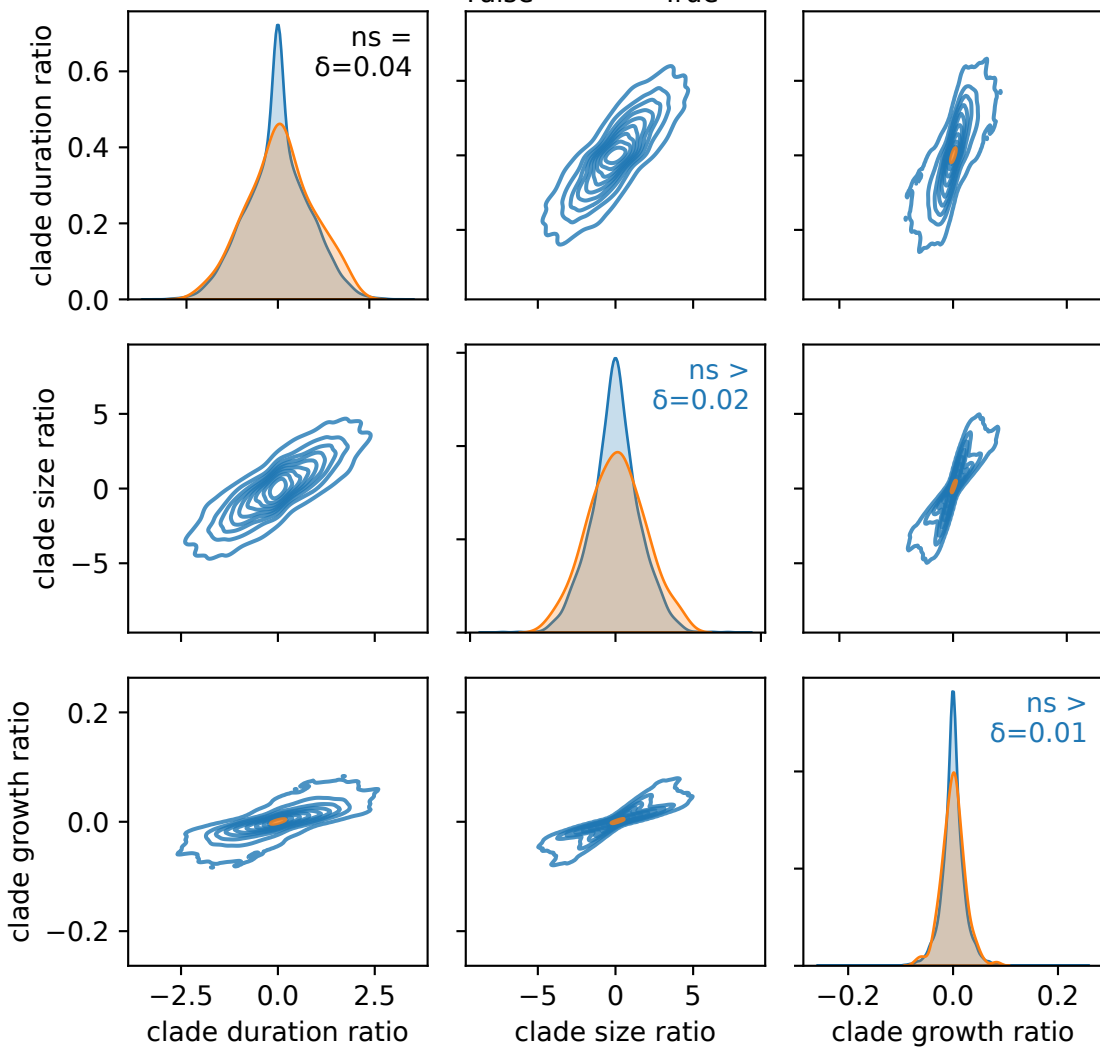 False True
clade duration ratio
0.6
0.4
0.2
0.0
ns =
δ=0.04
clade size ratio
5
0
−5
ns >
δ=0.02
clade growth ratio
0.2
0.0
−0.2
ns >
δ=0.01
−2.5 0.0 2.5
−5 0 5
−0.2 0.0 0.2
clade duration ratio
clade size ratio
clade growth ratio